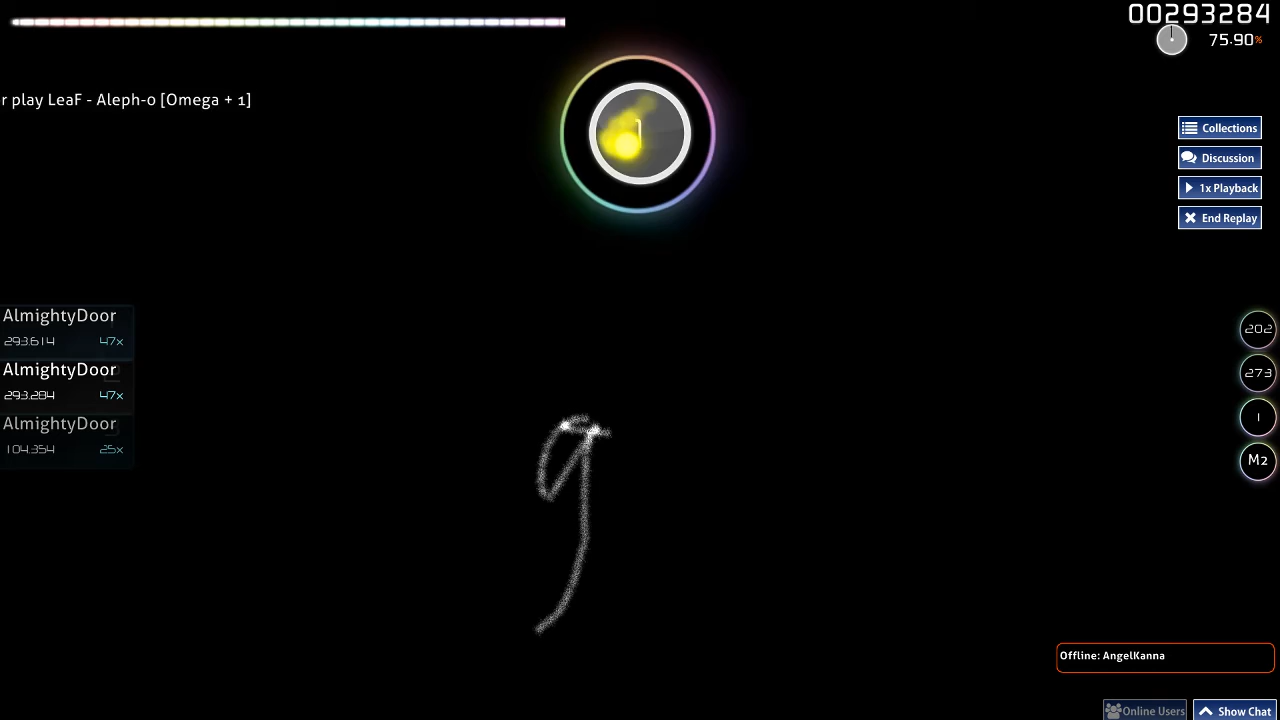 00293284
75.90%
r play LeaF - Aleph-0 [Omega + 1]
1
Collections
Discussion
1x Playback
End Replay
AlmightyDoor
293.614 47x
AlmightyDoor
293.284 47x
AlmightyDoor
104.354 25x
202
273
1
M2
9
Offline: AngelKanna
Online Users
Show Chat